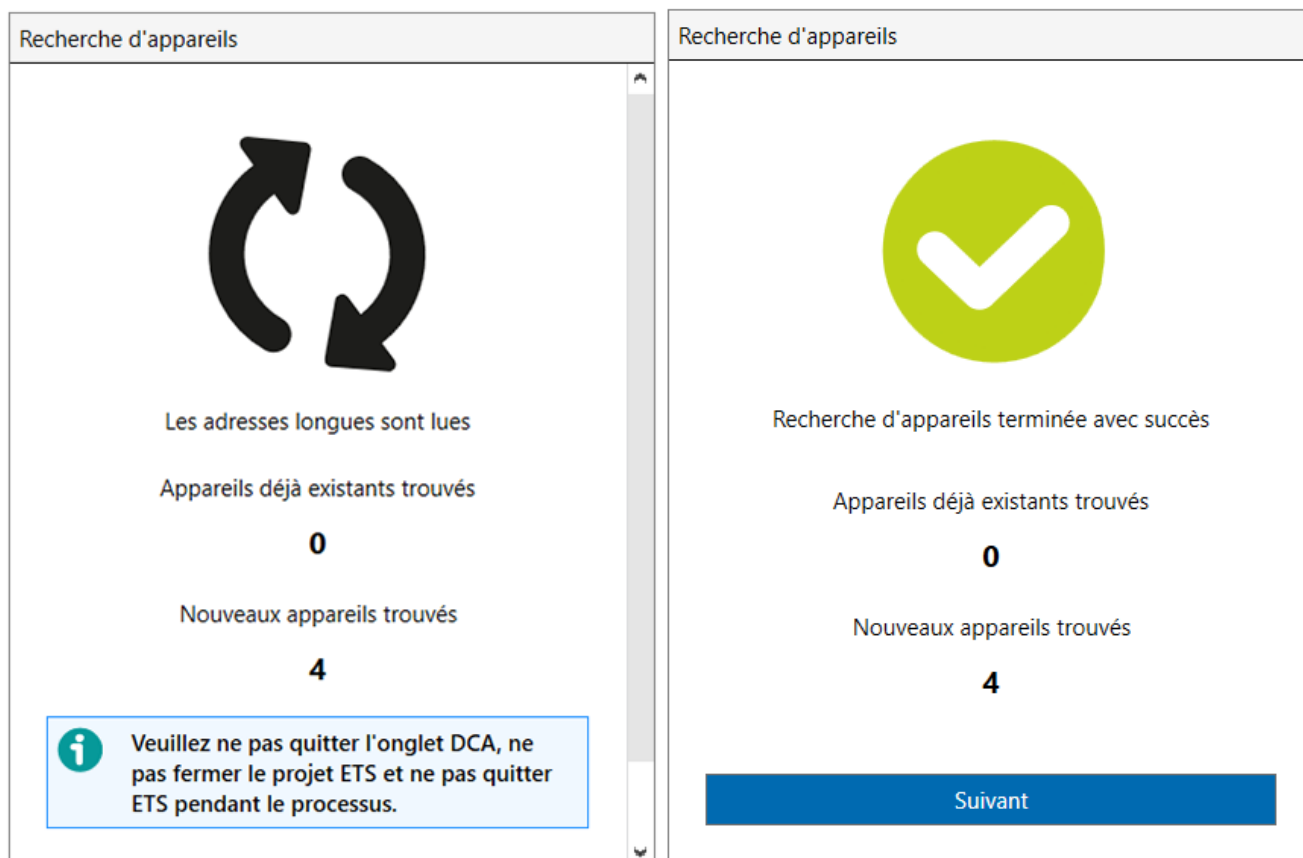 Recherche d'appareils
Les adresses longues sont lues
Appareils déjà existants trouvés
0
Nouveaux appareils trouvés
4
Veuillez ne pas quitter l'onglet DCA, ne
pas fermer le projet ETS et ne pas quitter
ETS pendant le processus.
Recherche d'appareils
Recherche d'appareils terminée avec succès
Appareils déjà existants trouvés
0
Nouveaux appareils trouvés
4
Suivant